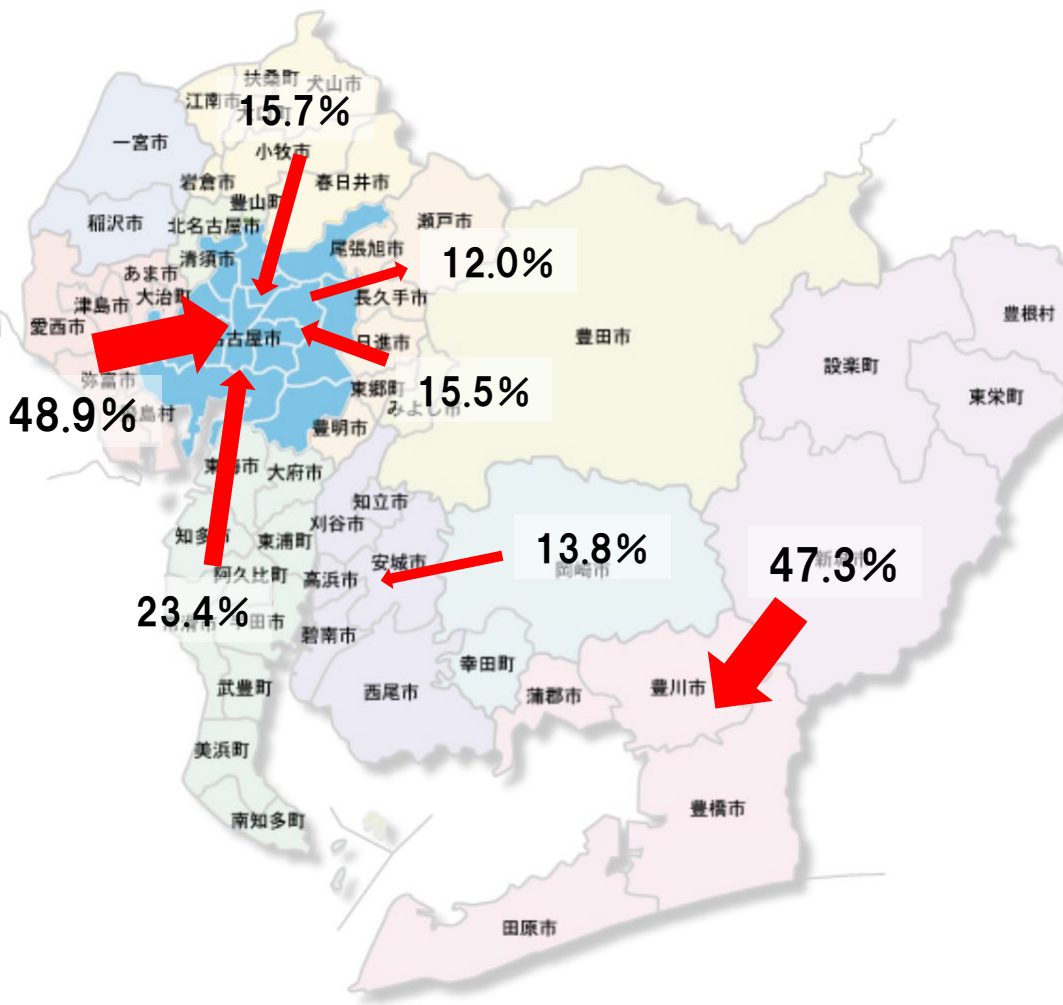 扶桑町
犬山市
江南市
15.7%
一宮市
小牧市
岩倉市
春日井市
豊山町
稲沢市
北名古屋市
瀬戸市
清須市
尾張旭市
12.0%
あま市
津島市
大治町
長久手市
豊根村
愛西市
名古屋市
日進市
豊田市
設楽町
弥富市
東郷町
15.5%
みよし市
東栄町
48.9%
豊明市
大府市
知立市
刈谷市
東浦町
安城市
13.8%
岡崎市
47.3%
阿久比町
高浜市
23.4%
碧南市
幸田町
武豊町
西尾市
蒲郡市
豊川市
美浜町
豊橋市
南知多町
田原市